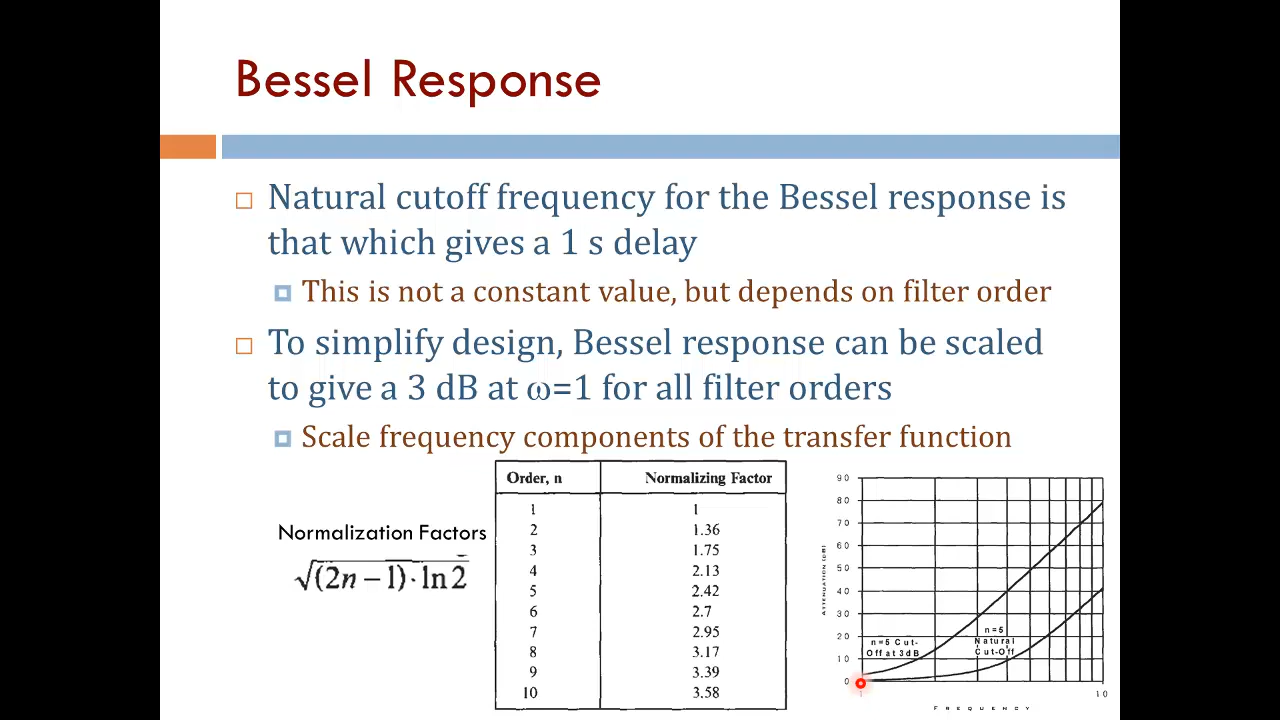 Bessel Response
Natural cutoff frequency for the Bessel response is
that which gives a 1 s delay
This is not a constant value, but depends on filter order
To simplify design, Bessel response can be scaled
to give a 3 dB at ω=1 for all filter orders
Scale frequency components of the transfer function
Normalization Factors
√(2n – 1) · ln 2
Order, n Normalizing Factor
1 1
2 1.36
3 1.75
4 2.13
5 2.42
6 2.7
7 2.95
8 3.17
9 3.39
10 3.58
ATTENUATION (dB)
90
80
70
60
50
40
30
20
10
0
n=5 Cut-
Off at 3dB
n=5
Natural
Cut-Off
1 10
FREQUENCY